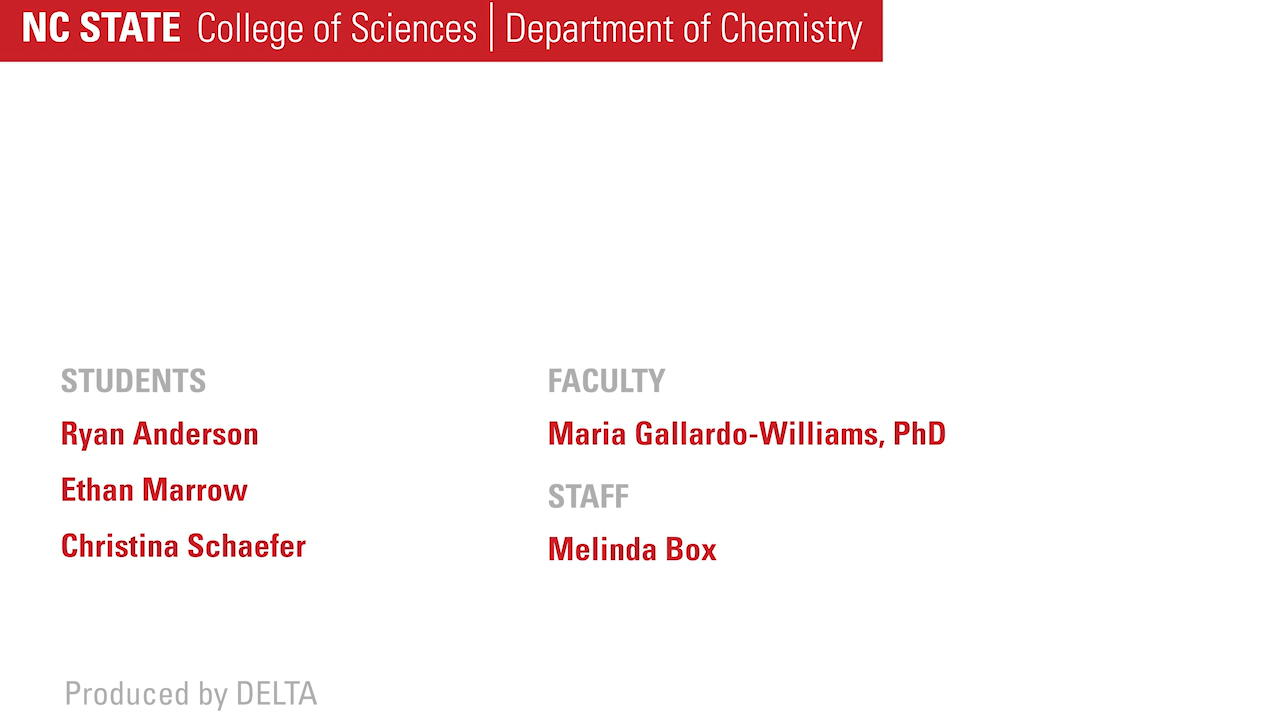 NC STATE College of Sciences | Department of Chemistry
STUDENTS
Ryan Anderson
Ethan Marrow
Christina Schaefer
FACULTY
Maria Gallardo-Williams, PhD
STAFF
Melinda Box
Produced by DELTA